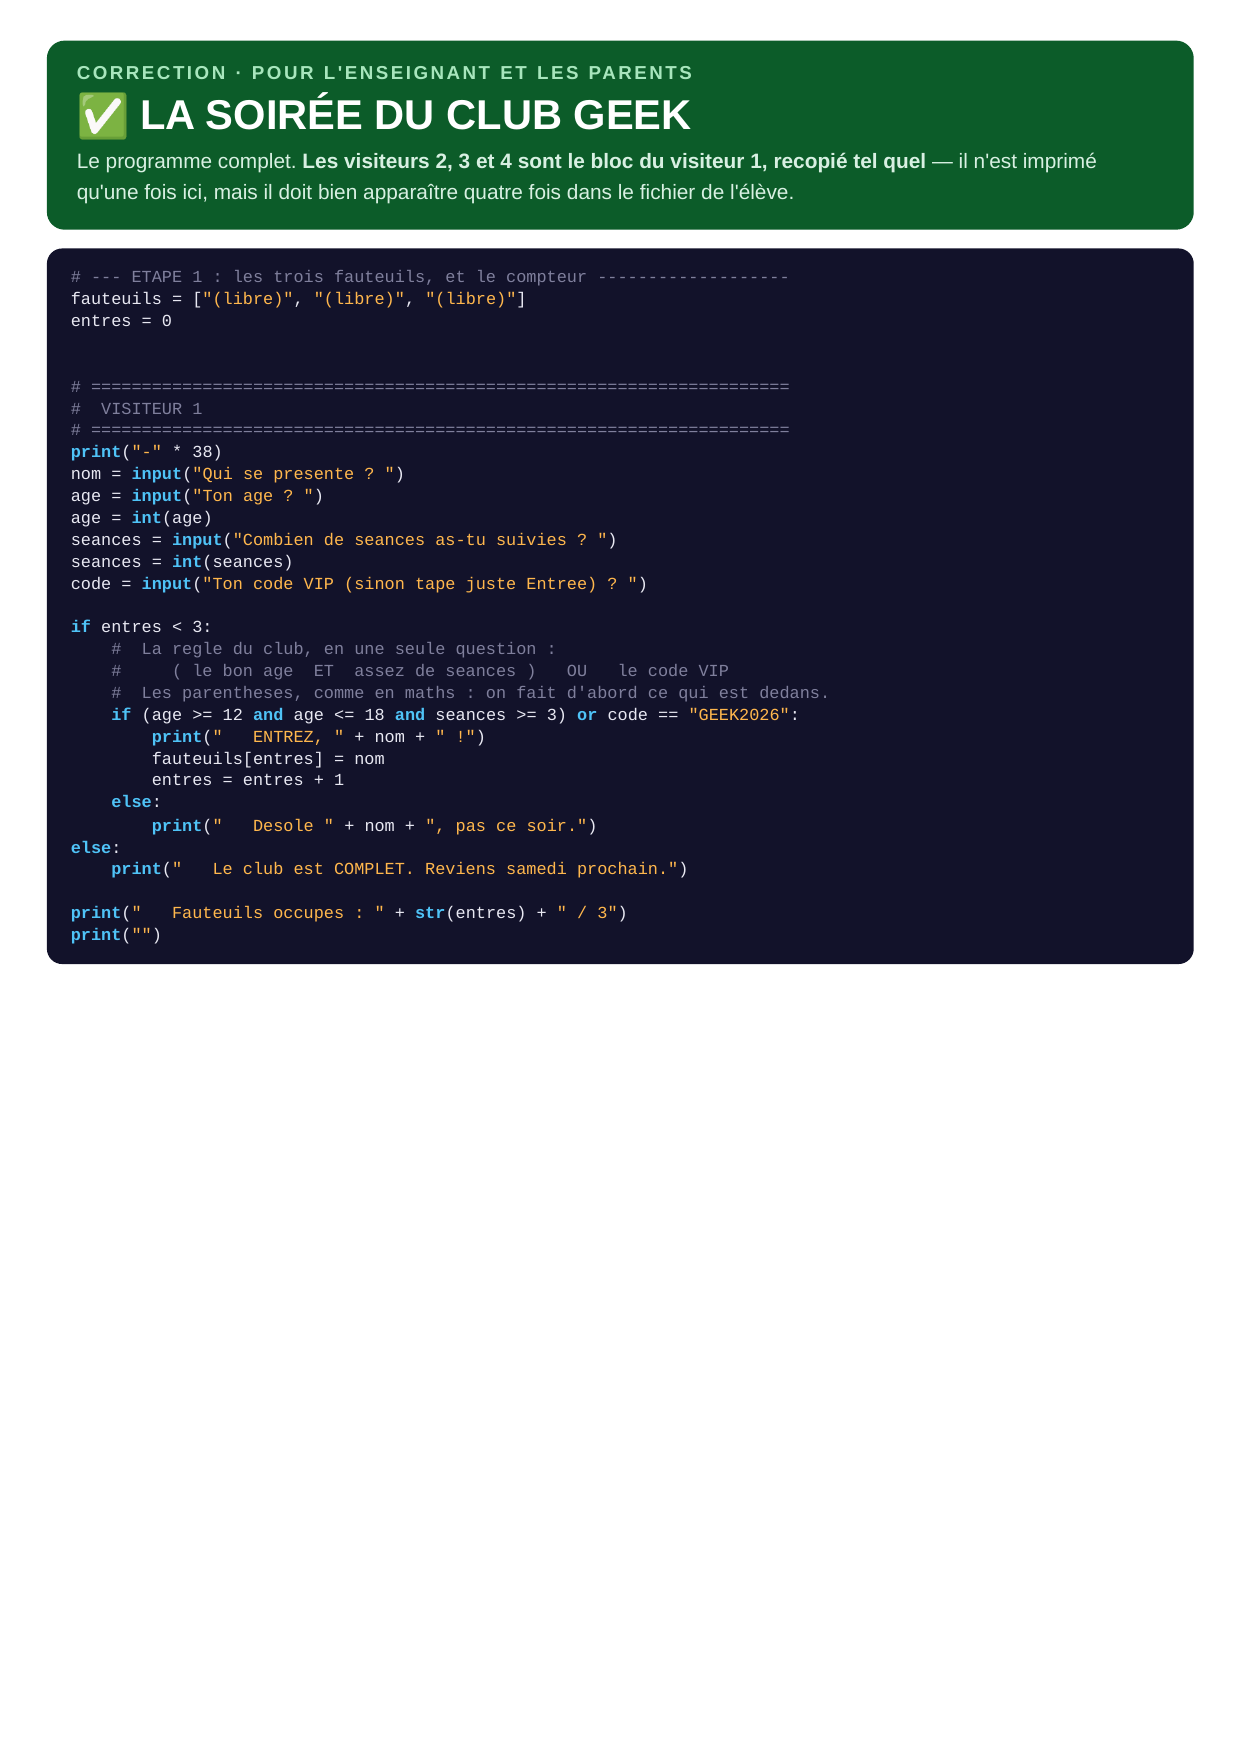 CORRECTION · POUR L'ENSEIGNANT ET LES PARENTS
✅ LA SOIRÉE DU CLUB GEEK
Le programme complet. Les visiteurs 2, 3 et 4 sont le bloc du visiteur 1, recopié tel quel — il n'est imprimé
qu'une fois ici, mais il doit bien apparaître quatre fois dans le fichier de l'élève.
# --- ETAPE 1 : les trois fauteuils, et le compteur -------------------
fauteuils = ["(libre)", "(libre)", "(libre)"]
entres = 0
# =====================================================================
#  VISITEUR 1
# =====================================================================
print("-" * 38)
nom = input("Qui se presente ? ")
age = input("Ton age ? ")
age = int(age)
seances = input("Combien de seances as-tu suivies ? ")
seances = int(seances)
code = input("Ton code VIP (sinon tape juste Entree) ? ")
if entres < 3:
    #  La regle du club, en une seule question :
    #     ( le bon age  ET  assez de seances )   OU   le code VIP
    #  Les parentheses, comme en maths : on fait d'abord ce qui est dedans.
    if (age >= 12 and age <= 18 and seances >= 3) or code == "GEEK2026":
        print("   ENTREZ, " + nom + " !")
        fauteuils[entres] = nom
        entres = entres + 1
    else:
        print("   Desole " + nom + ", pas ce soir.")
else:
    print("   Le club est COMPLET. Reviens samedi prochain.")
print("   Fauteuils occupes : " + str(entres) + " / 3")
print("")